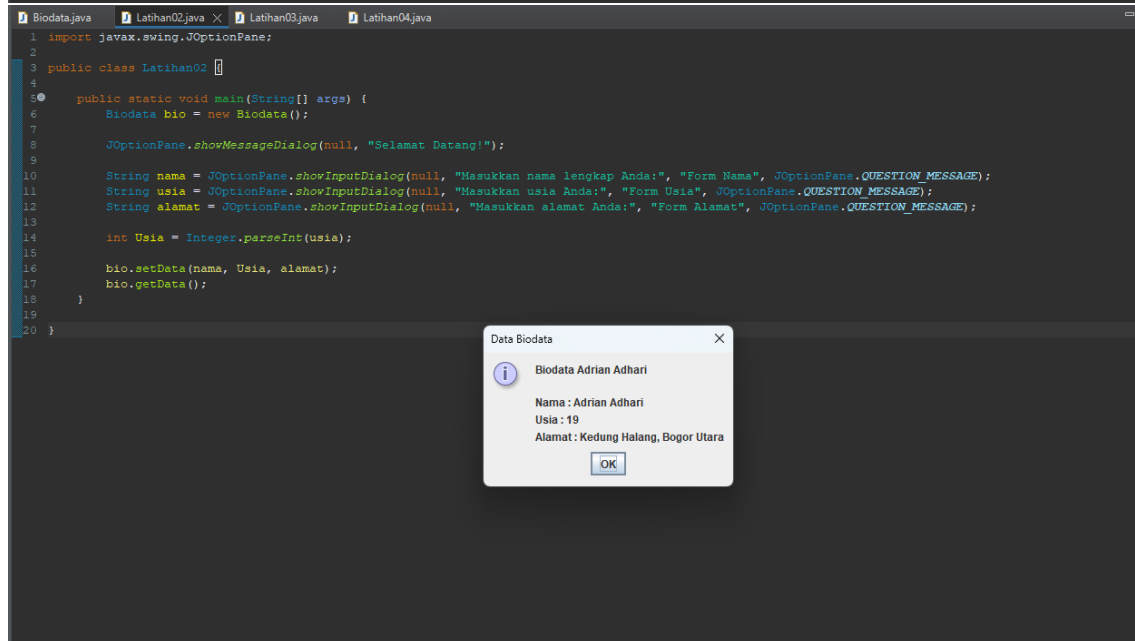 Biodata.java Latihan02.java Latihan03.java Latihan04.java
1 import javax.swing.JOptionPane;
2
3 public class Latihan02 {
4
5 public static void main(String[] args) {
6 Biodata bio = new Biodata();
7
8 JOptionPane.showMessageDialog(null, "Selamat Datang!");
9
10 String nama = JOptionPane.showInputDialog(null, "Masukkan nama lengkap Anda:", "Form Nama", JOptionPane.QUESTION_MESSAGE);
11 String usia = JOptionPane.showInputDialog(null, "Masukkan usia Anda:", "Form Usia", JOptionPane.QUESTION_MESSAGE);
12 String alamat = JOptionPane.showInputDialog(null, "Masukkan alamat Anda:", "Form Alamat", JOptionPane.QUESTION_MESSAGE);
13
14 int Usia = Integer.parseInt(usia);
15
16 bio.setData(nama, Usia, alamat);
17 bio.getData();
18 }
19
20 }
Data Biodata
Biodata Adrian Adhari
Nama : Adrian Adhari
Usia : 19
Alamat : Kedung Halang, Bogor Utara
OK